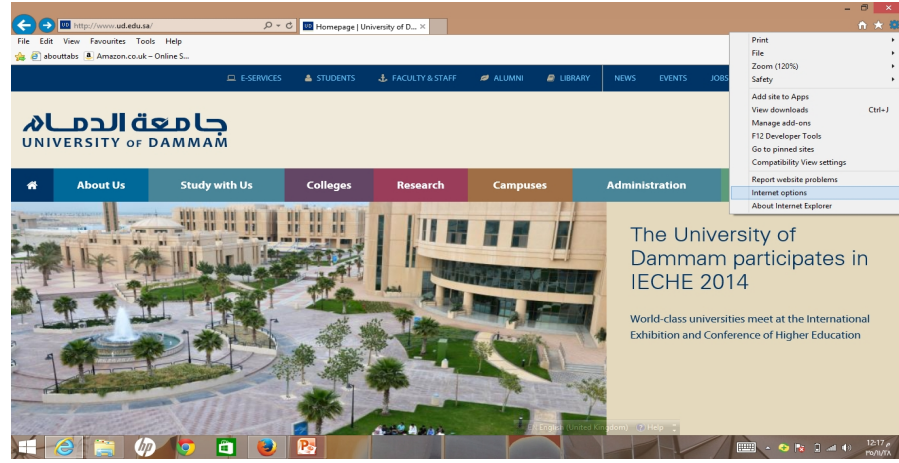 http://www.ud.edu.sa/
Homepage | University of D...
File Edit View Favourites Tools Help
abouttabs Amazon.co.uk – Online S...
E-SERVICES STUDENTS FACULTY & STAFF ALUMNI LIBRARY NEWS EVENTS JOBS
جامعة الدمام
UNIVERSITY OF DAMMAM
About Us Study with Us Colleges Research Campuses Administration
Print
File
Zoom (120%)
Safety
Add site to Apps
View downloads Ctrl+J
Manage add-ons
F12 Developer Tools
Go to pinned sites
Compatibility View settings
Report website problems
Internet options
About Internet Explorer
The University of
Dammam participates in
IECHE 2014
World-class universities meet at the International
Exhibition and Conference of Higher Education
EN English (United Kingdom) Help
hp
12:17 م